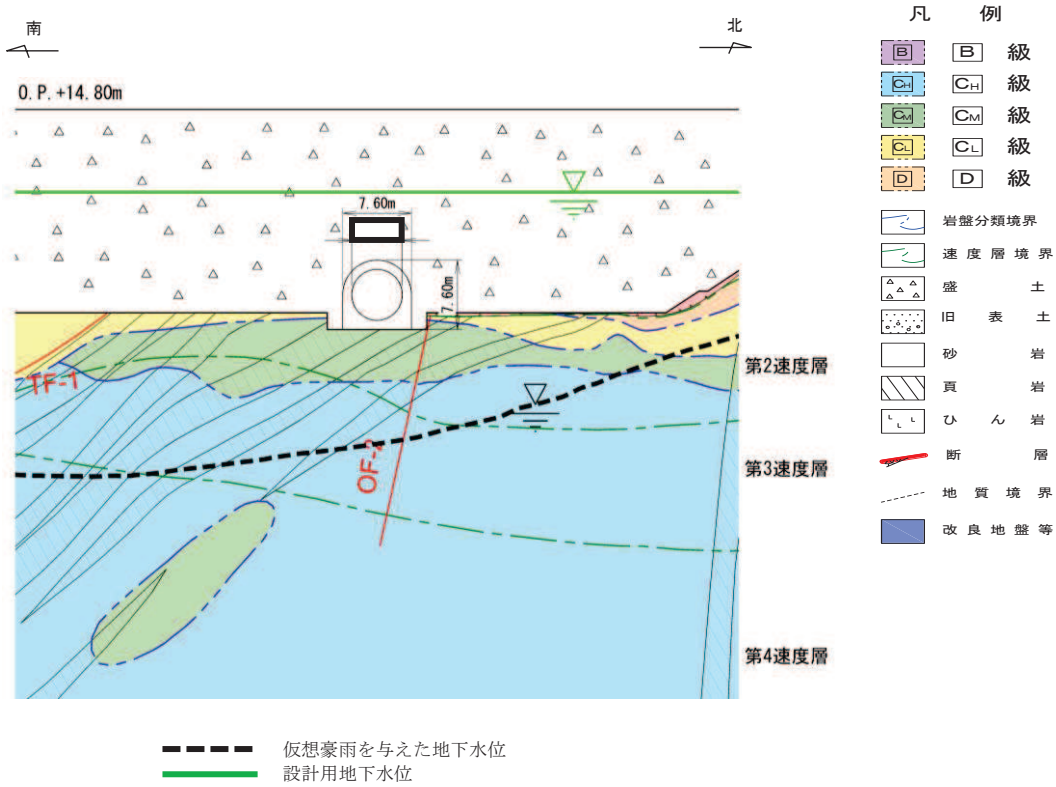 南
北
O.P.+14.80m
7.60m
7.60m
TF-1
OF-2
第2速度層
第3速度層
第4速度層
凡 例
B B 級
CH CH 級
CM CM 級
CL CL 級
D D 級
岩盤分類境界
速度層境界
盛土
旧表土
砂岩
頁岩
ひん岩
断層
地質境界
改良地盤等
仮想豪雨を与えた地下水位
設計用地下水位